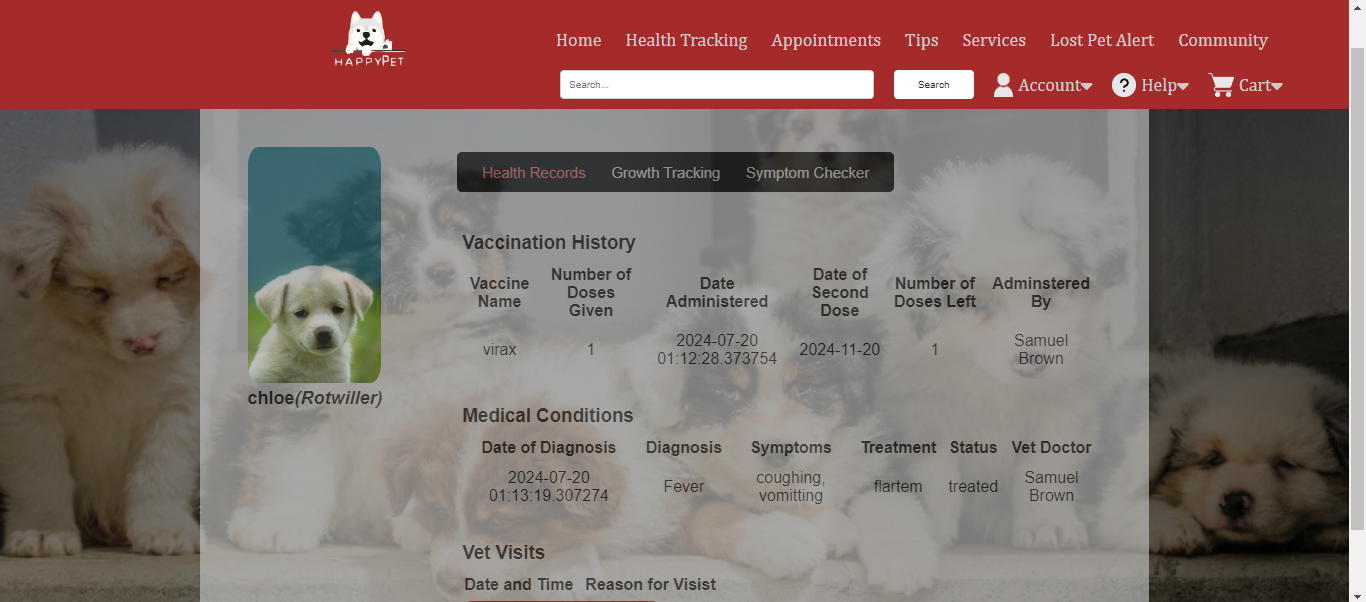 HAPPYPET
Home Health Tracking Appointments Tips Services Lost Pet Alert Community
Search... Search Account Help Cart
Health Records Growth Tracking Symptom Checker
chloe(Rotwiller)
Vaccination History
Vaccine Name Number of Doses Given Date Administered Date of Second Dose Number of Doses Left Adminstered By
virax 1 2024-07-20 01:12:28.373754 2024-11-20 1 Samuel Brown
Medical Conditions
Date of Diagnosis Diagnosis Symptoms Treatment Status Vet Doctor
2024-07-20 01:13:19.307274 Fever coughing, vomitting flartem treated Samuel Brown
Vet Visits
Date and Time Reason for Visist